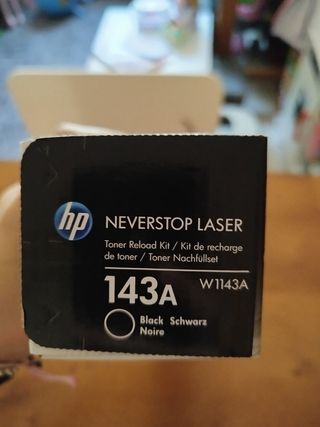 hp NEVERSTOP LASER
Toner Reload Kit / Kit de recharge
de toner / Toner Nachfüllset
143A W1143A
Black Schwarz
Noire